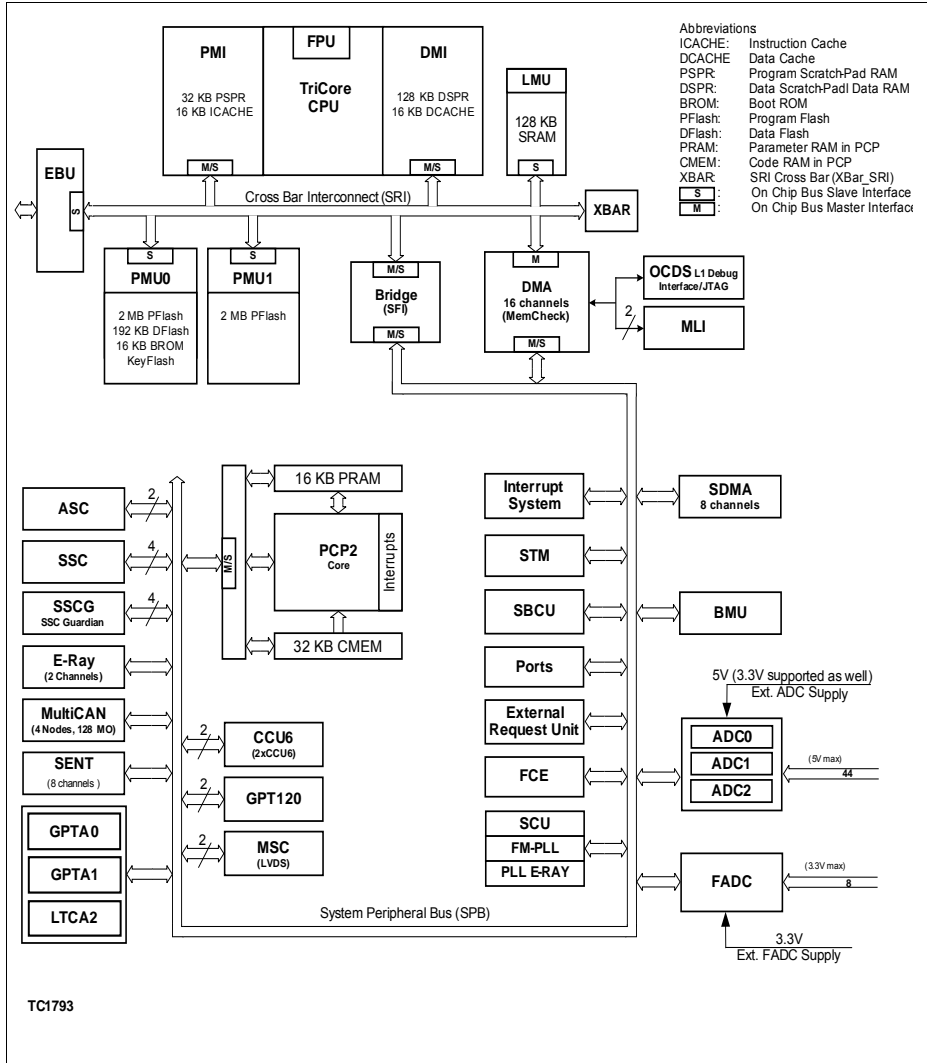 PMI
32 KB PSPR
16 KB ICACHE
M/S
FPU
TriCore
CPU
DMI
128 KB DSPR
16 KB DCACHE
M/S
LMU
128 KB
SRAM
S
Abbreviations
ICACHE: Instruction Cache
DCACHE Data Cache
PSPR: Program Scratch-Pad RAM
DSPR: Data Scratch-Padl Data RAM
BROM: Boot ROM
PFlash: Program Flash
DFlash: Data Flash
PRAM: Parameter RAM in PCP
CMEM: Code RAM in PCP
XBAR: SRI Cross Bar (XBar_SRI)
S : On Chip Bus Slave Interface
M : On Chip Bus Master Interface
EBU
S
Cross Bar Interconnect (SRI)
XBAR
S
PMU0
2 MB PFlash
192 KB DFlash
16 KB BROM
KeyFlash
S
PMU1
2 MB PFlash
M/S
Bridge
(SFI)
M/S
M
DMA
16 channels
(MemCheck)
M/S
OCDS L1 Debug
Interface/JTAG
2
MLI
ASC
2
SSC
4
SSCG
SSC Guardian
4
E-Ray
(2 Channels)
MultiCAN
(4 Nodes, 128 MO)
SENT
(8 channels )
GPTA0
GPTA1
LTCA2
M/S
16 KB PRAM
PCP2
Core
Interrupts
32 KB CMEM
2
CCU6
(2xCCU6)
2
GPT120
2
MSC
(LVDS)
Interrupt
System
STM
SBCU
Ports
External
Request Unit
FCE
SCU
FM-PLL
PLL E-RAY
SDMA
8 channels
BMU
5V (3.3V supported as well)
Ext. ADC Supply
ADC0
ADC1
ADC2
(5V max)
44
FADC
(3.3V max)
8
3.3V
Ext. FADC Supply
System Peripheral Bus (SPB)
TC1793